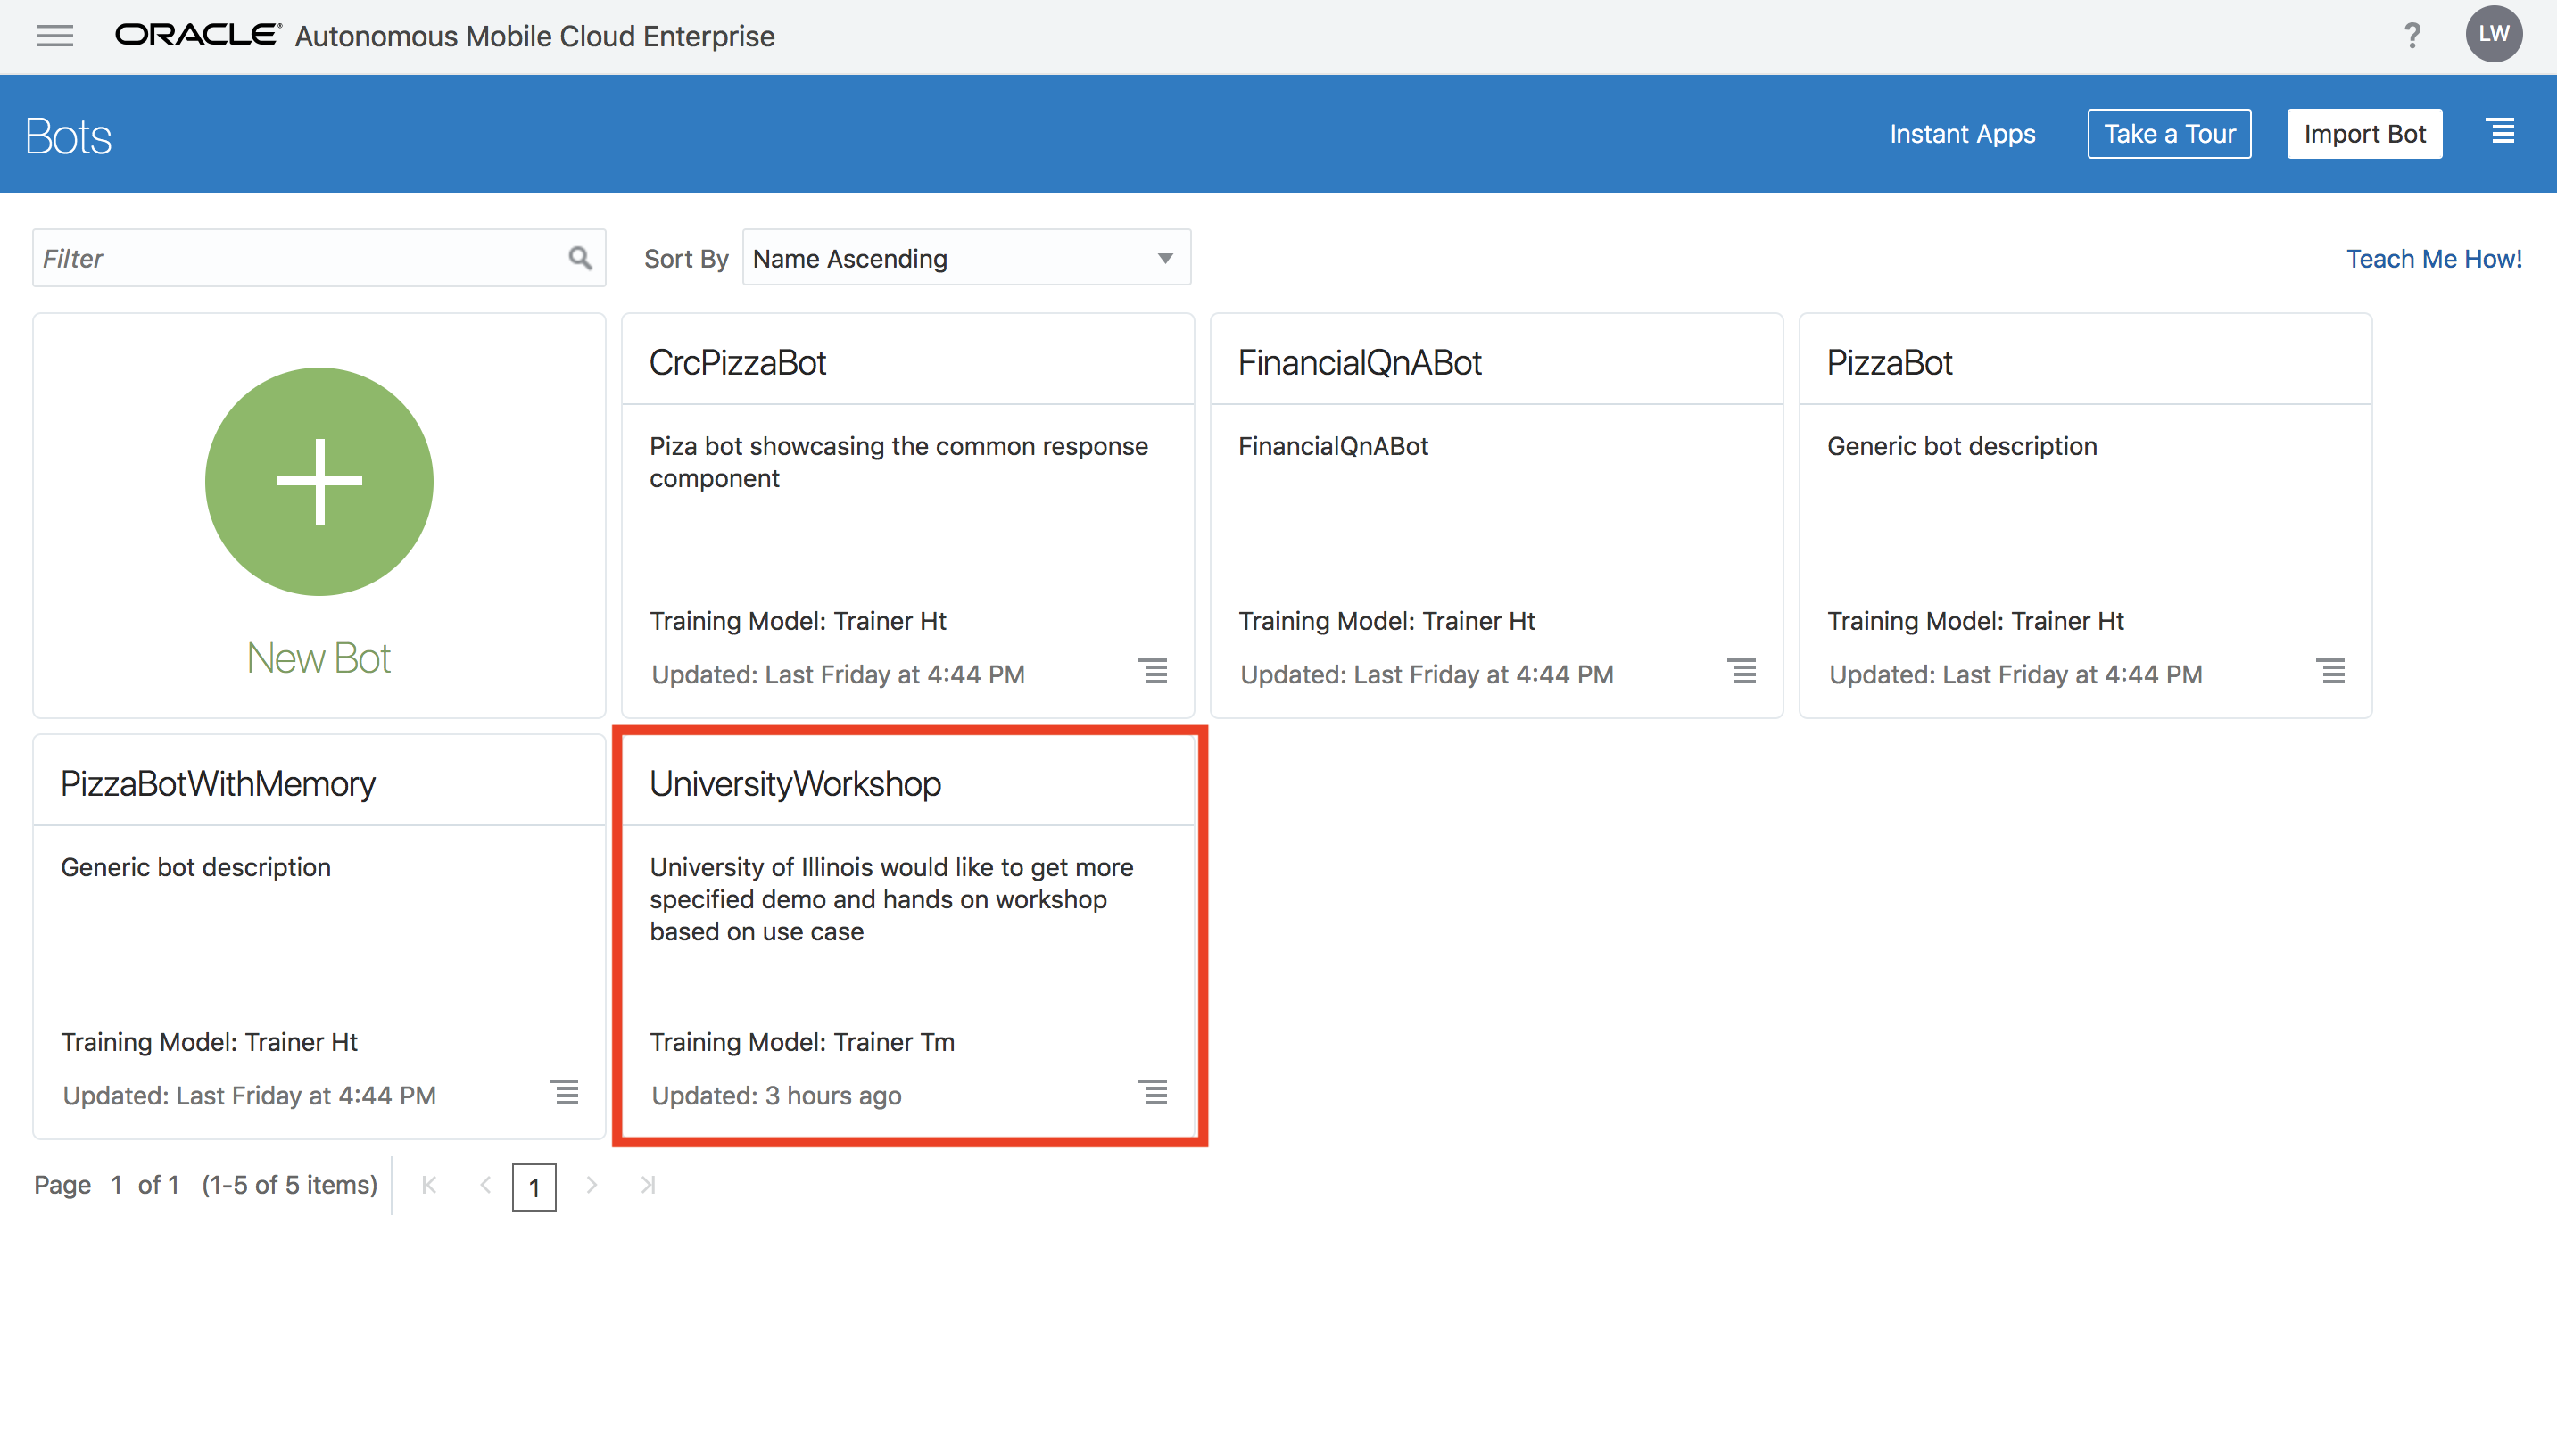 ORACLE® Autonomous Mobile Cloud Enterprise
? LW
Bots
Instant Apps
Take a Tour
Import Bot
Filter
Sort By Name Ascending
Teach Me How!
New Bot
CrcPizzaBot
Piza bot showcasing the common response
component
Training Model: Trainer Ht
Updated: Last Friday at 4:44 PM
FinancialQnABot
FinancialQnABot
Training Model: Trainer Ht
Updated: Last Friday at 4:44 PM
PizzaBot
Generic bot description
Training Model: Trainer Ht
Updated: Last Friday at 4:44 PM
PizzaBotWithMemory
Generic bot description
Training Model: Trainer Ht
Updated: Last Friday at 4:44 PM
UniversityWorkshop
University of Illinois would like to get more
specified demo and hands on workshop
based on use case
Training Model: Trainer Tm
Updated: 3 hours ago
Page 1 of 1 (1-5 of 5 items) 1